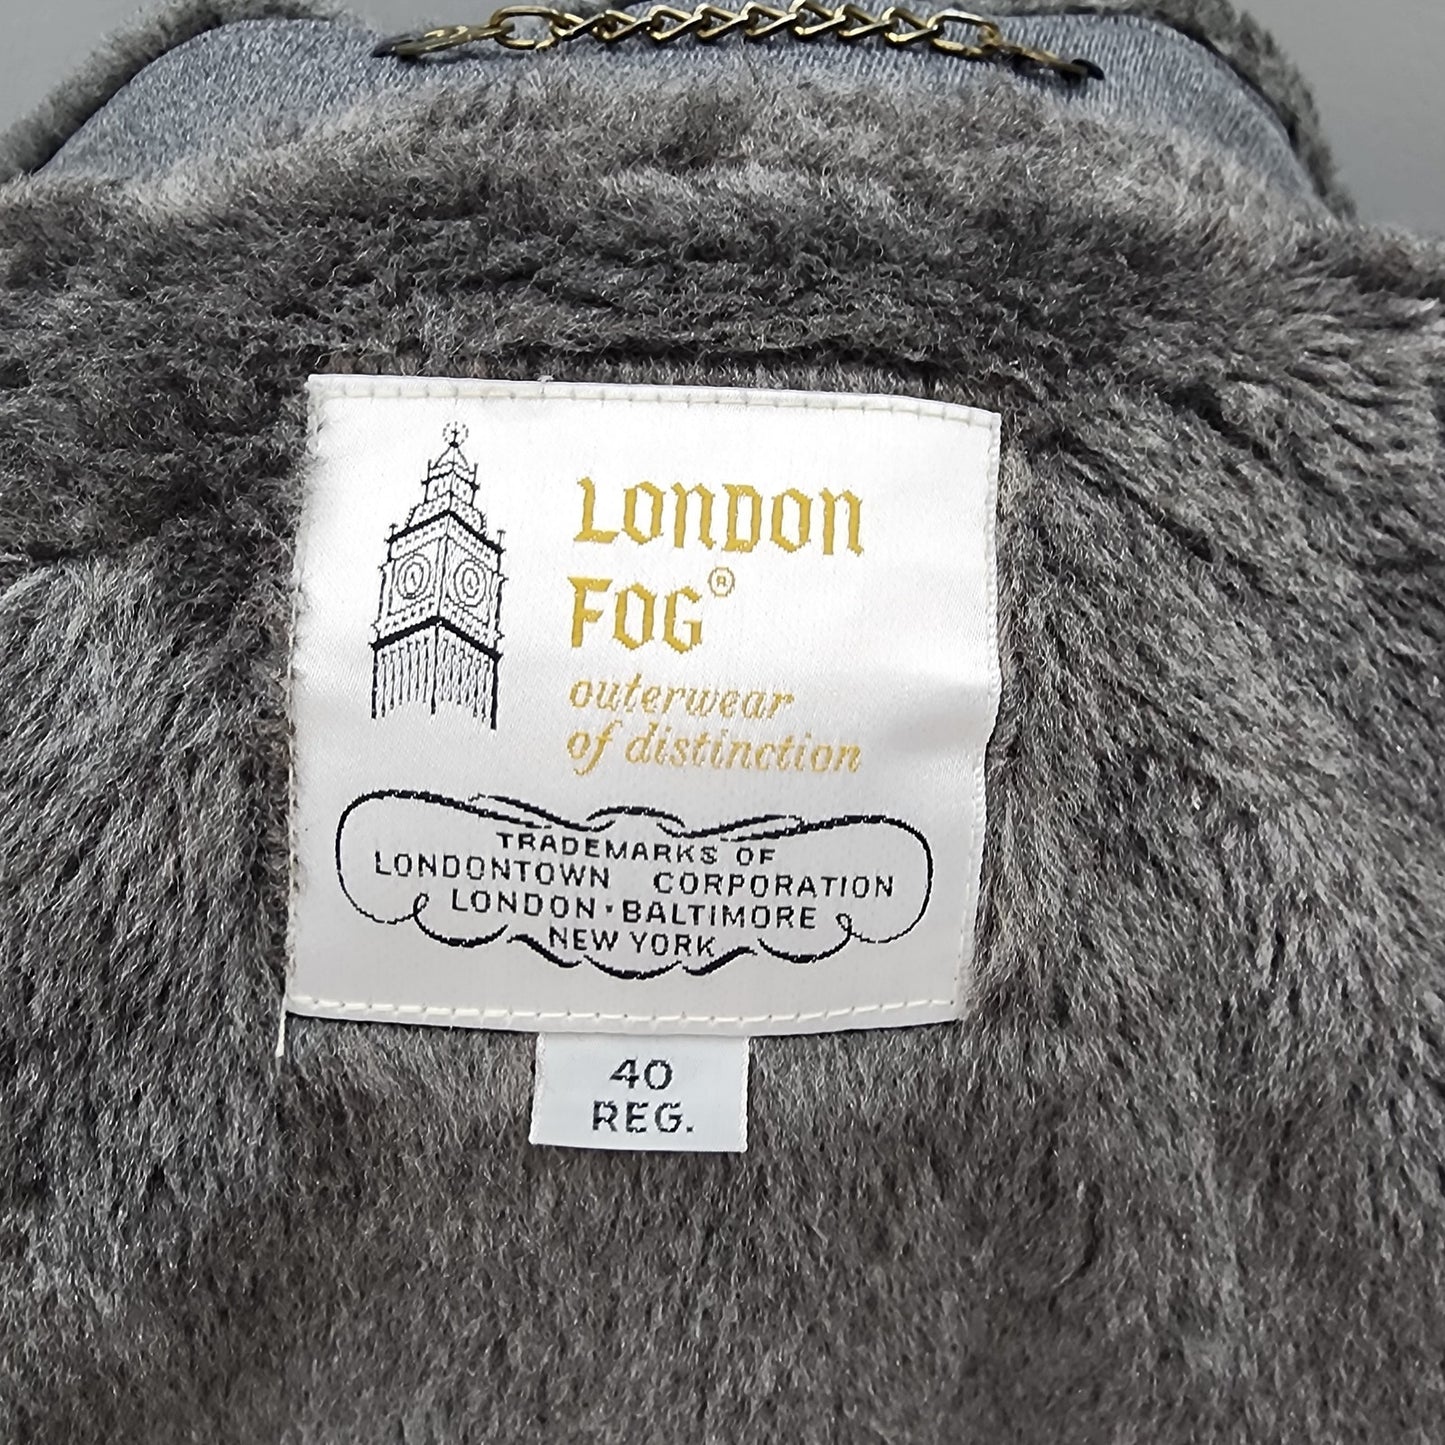 LONDON
FOG®
outerwear
of distinction
TRADEMARKS OF
LONDONTOWN CORPORATION
LONDON · BALTIMORE
NEW YORK
40
REG.